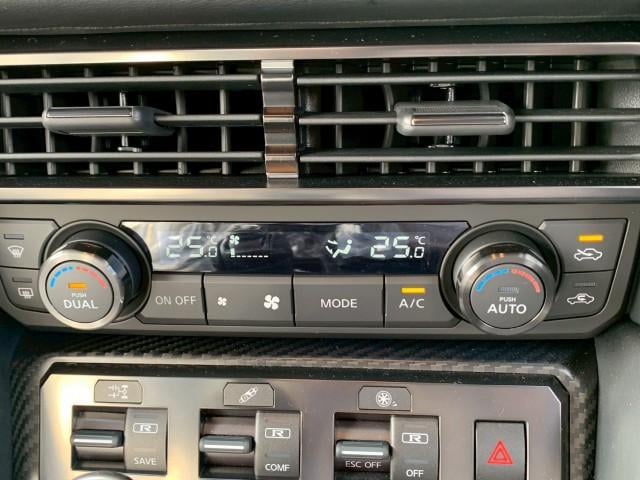 25.0°C 25.0°C
PUSH
DUAL
ON OFF
MODE
A/C
PUSH
AUTO
R
SAVE
R
COMF
ESC OFF
R
OFF